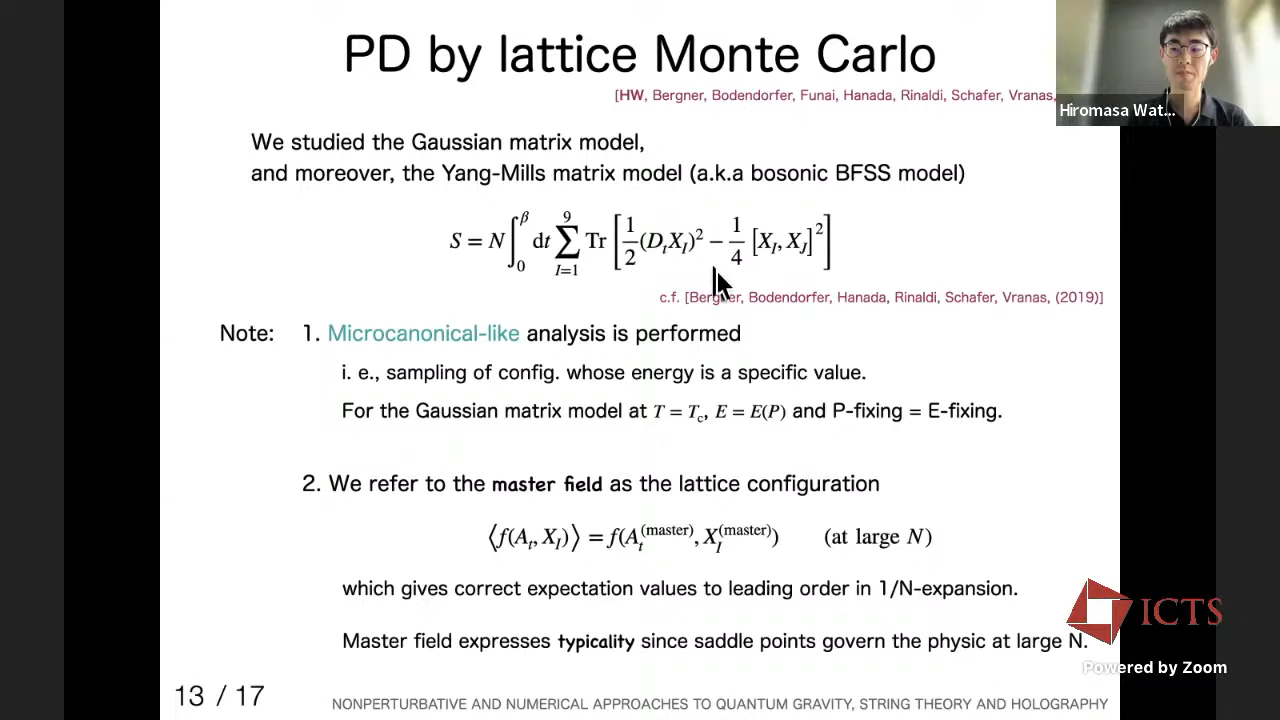 PD by lattice Monte Carlo
[HW, Bergner, Bodendorfer, Funai, Hanada, Rinaldi, Schafer, Vranas,
Hiromasa Wat...
We studied the Gaussian matrix model,
and moreover, the Yang-Mills matrix model (a.k.a bosonic BFSS model)
S = N ∫_0^β dt ∑_{I=1}^9 Tr [ 1/2 (D_t X_I)^2 − 1/4 [X_I, X_J]^2 ]
c.f. [Bergner, Bodendorfer, Hanada, Rinaldi, Schafer, Vranas, (2019)]
Note: 1. Microcanonical-like analysis is performed
i. e., sampling of config. whose energy is a specific value.
For the Gaussian matrix model at T = T_c, E = E(P) and P-fixing = E-fixing.
2. We refer to the master field as the lattice configuration
⟨f(A_t, X_I)⟩ = f(A_t^{(master)}, X_I^{(master)}) (at large N)
which gives correct expectation values to leading order in 1/N-expansion.
Master field expresses typicality since saddle points govern the physic at large N.
ICTS
Powered by Zoom
13 / 17
NONPERTURBATIVE AND NUMERICAL APPROACHES TO QUANTUM GRAVITY, STRING THEORY AND HOLOGRAPHY